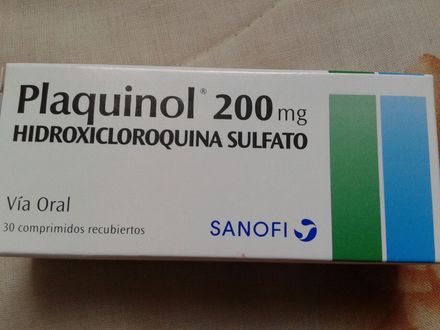 Plaquinol® 200 mg
HIDROXICLOROQUINA SULFATO
Vía Oral
30 comprimidos recubiertos
SANOFI